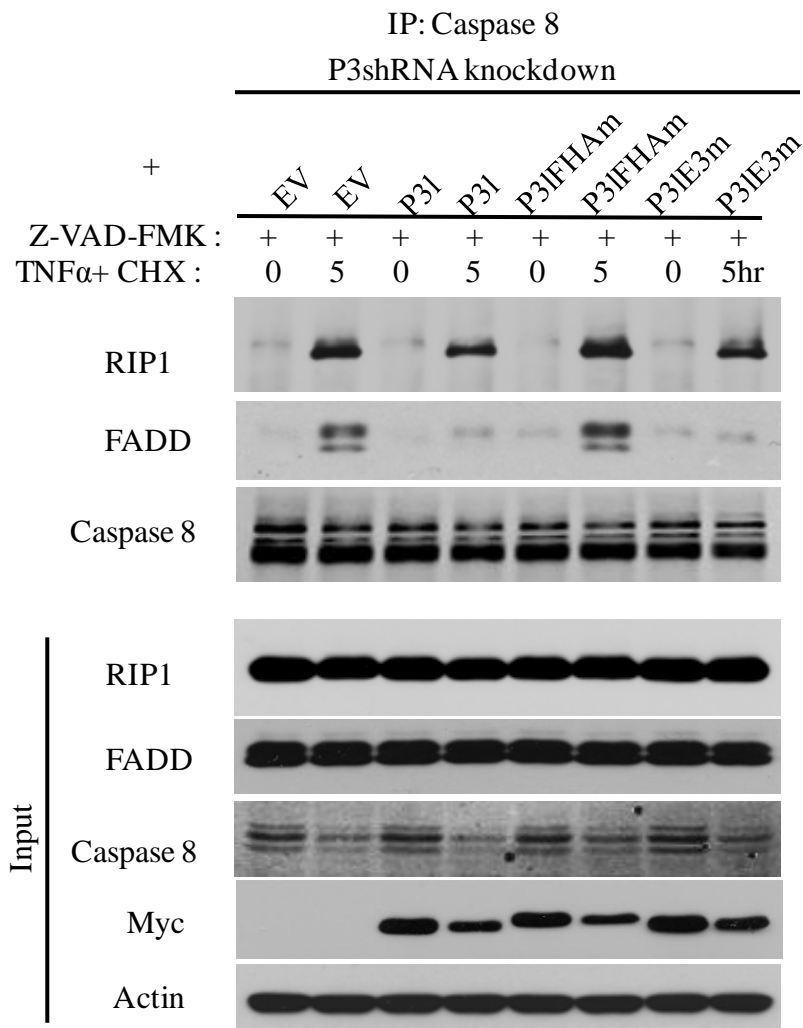 IP: Caspase 8
P3shRNA knockdown
+
EV EV P3l P3l P3lFHAm P3lFHAm P3lE3m P3lE3m
Z-VAD-FMK : + + + + + + + +
TNFα+ CHX : 0 5 0 5 0 5 0 5hr
RIP1
FADD
Caspase 8
Input
RIP1
FADD
Caspase 8
Myc
Actin